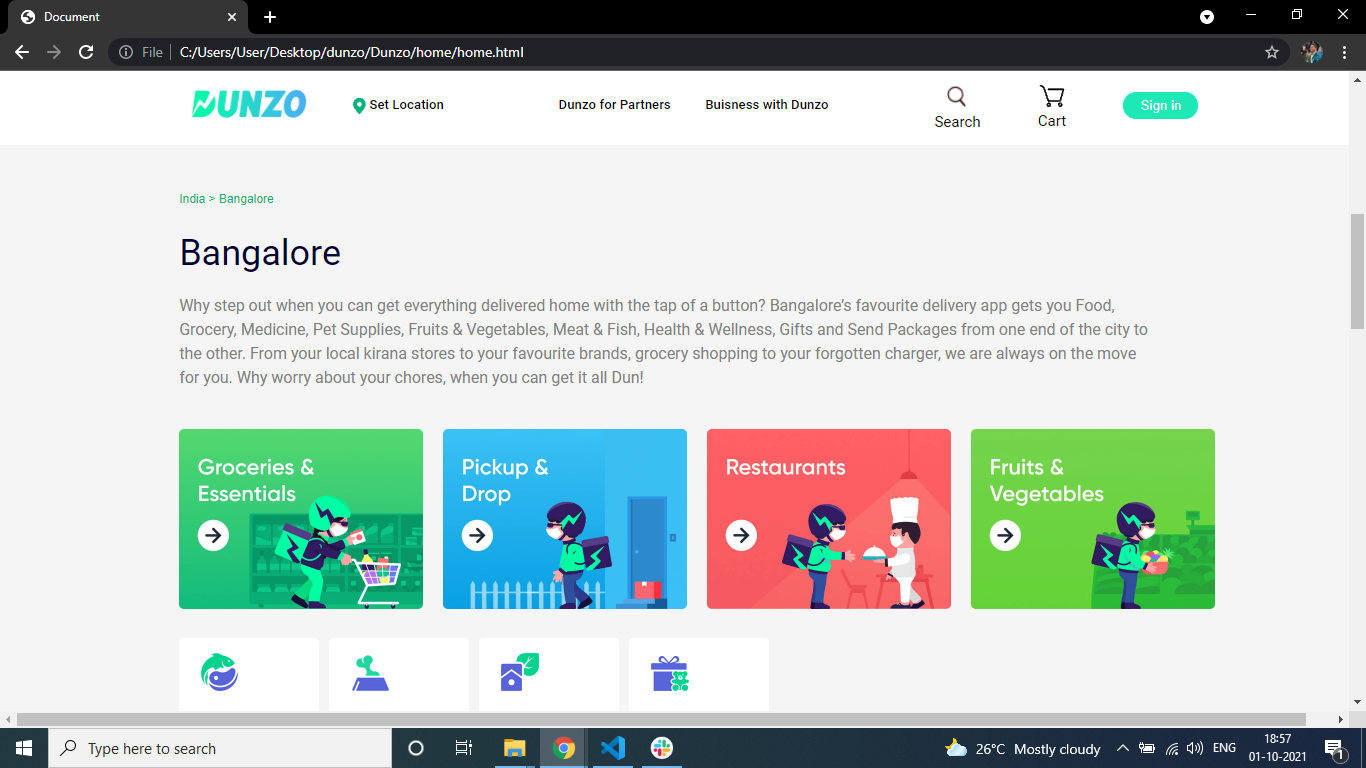 Document
File
C:/Users/User/Desktop/dunzo/Dunzo/home/home.html
DUNZO
Set Location
Dunzo for Partners
Buisness with Dunzo
Search
Cart
Sign in
India > Bangalore
Bangalore
Why step out when you can get everything delivered home with the tap of a button? Bangalore’s favourite delivery app gets you Food,
Grocery, Medicine, Pet Supplies, Fruits & Vegetables, Meat & Fish, Health & Wellness, Gifts and Send Packages from one end of the city to
the other. From your local kirana stores to your favourite brands, grocery shopping to your forgotten charger, we are always on the move
for you. Why worry about your chores, when you can get it all Dun!
Groceries &
Essentials
Pickup &
Drop
Restaurants
Fruits &
Vegetables
Type here to search
26°C Mostly cloudy
ENG
18:57
01-10-2021
1